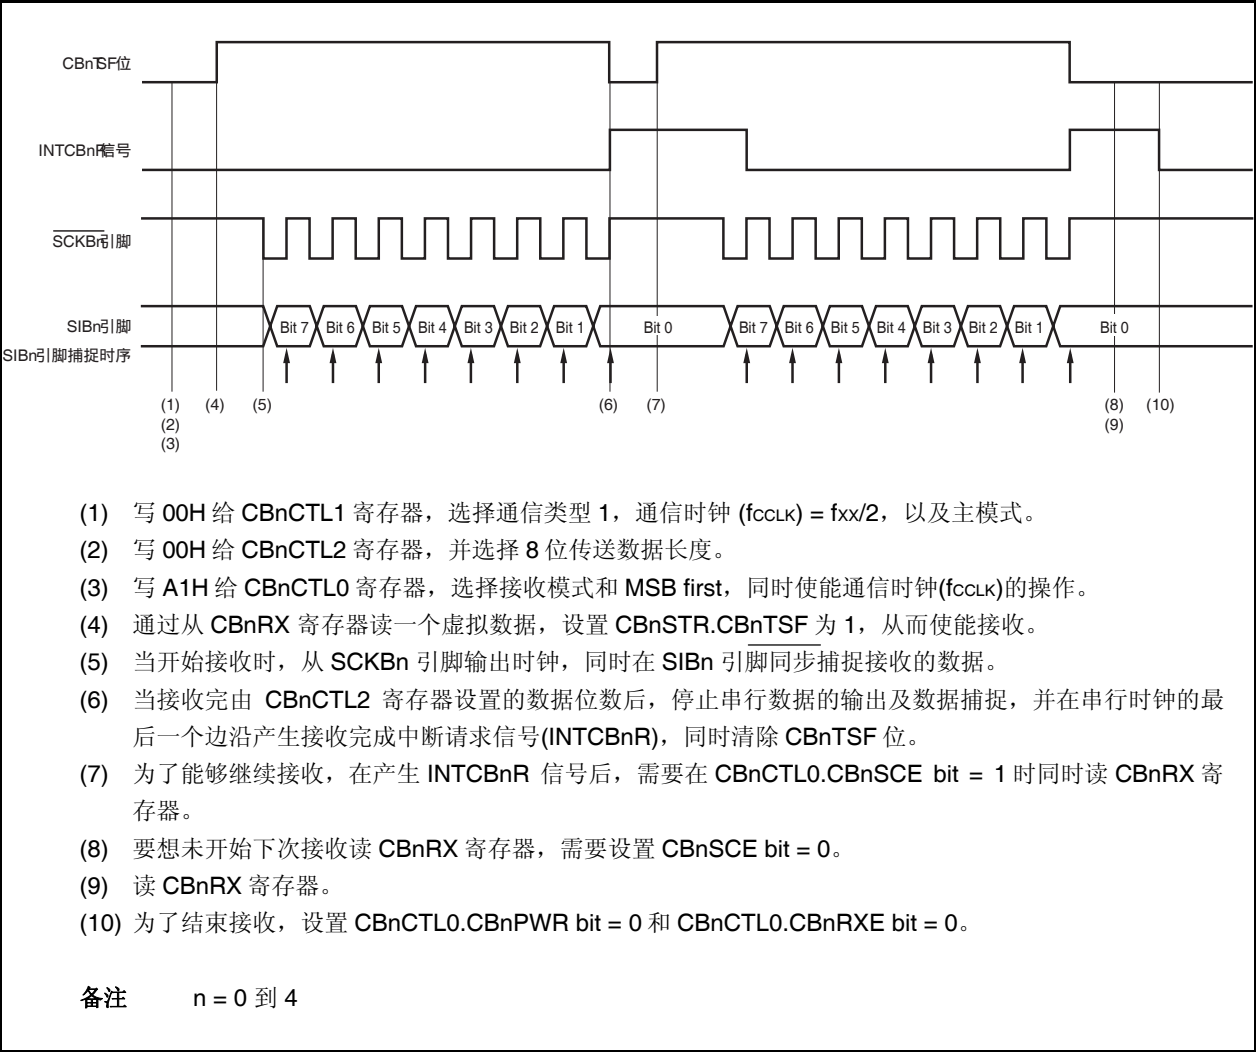 CBnTSF位
INTCBnR信号
SCKBn引脚
SIBn引脚
Bit 7 Bit 6 Bit 5 Bit 4 Bit 3 Bit 2 Bit 1 Bit 0 Bit 7 Bit 6 Bit 5 Bit 4 Bit 3 Bit 2 Bit 1 Bit 0
SIBn引脚捕捉时序
(1) (4) (5) (6) (7) (8) (10)
(2) (9)
(3)
(1) 写 00H 给 CBnCTL1 寄存器，选择通信类型 1，通信时钟 (fCCLK) = fXX/2，以及主模式。
(2) 写 00H 给 CBnCTL2 寄存器，并选择 8 位传送数据长度。
(3) 写 A1H 给 CBnCTL0 寄存器，选择接收模式和 MSB first，同时使能通信时钟(fCCLK)的操作。
(4) 通过从 CBnRX 寄存器读一个虚拟数据，设置 CBnSTR.CBnTSF 为 1，从而使能接收。
(5) 当开始接收时，从 SCKBn 引脚输出时钟，同时在 SIBn 引脚同步捕捉接收的数据。
(6) 当接收完由 CBnCTL2 寄存器设置的数据位数后，停止串行数据的输出及数据捕捉，并在串行时钟的最
后一个边沿产生接收完成中断请求信号(INTCBnR)，同时清除 CBnTSF 位。
(7) 为了能够继续接收，在产生 INTCBnR 信号后，需要在 CBnCTL0.CBnSCE bit = 1 时同时读 CBnRX 寄
存器。
(8) 要想未开始下次接收读 CBnRX 寄存器，需要设置 CBnSCE bit = 0。
(9) 读 CBnRX 寄存器。
(10) 为了结束接收，设置 CBnCTL0.CBnPWR bit = 0 和 CBnCTL0.CBnRXE bit = 0。
备注 n = 0 到 4